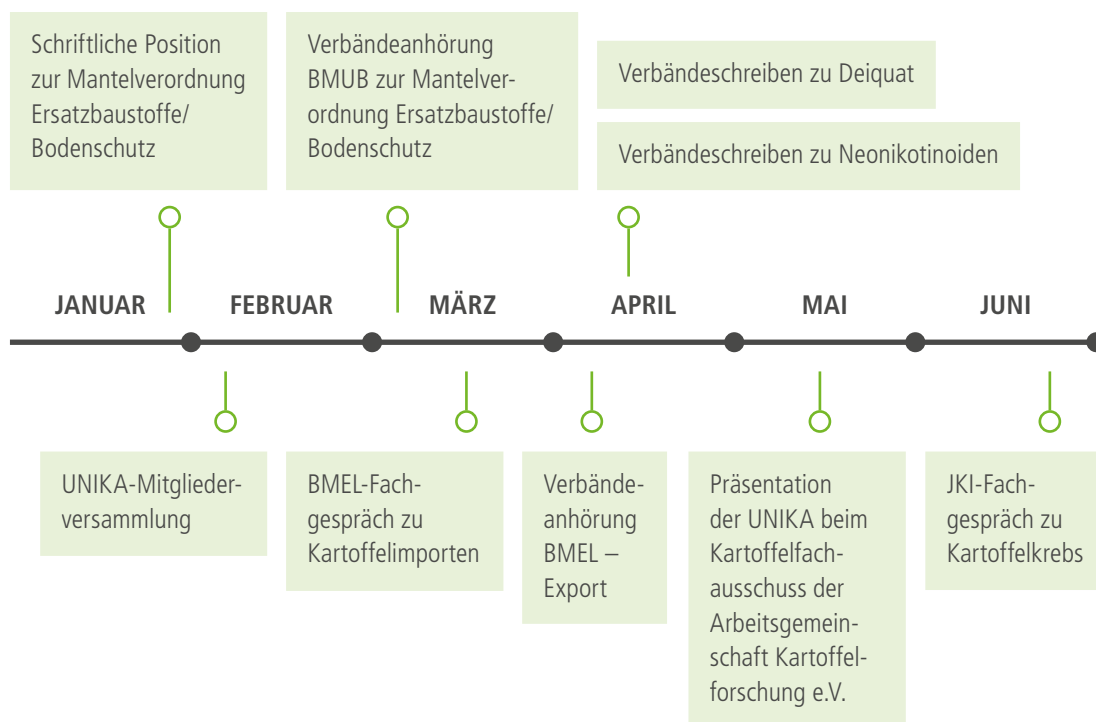 Schriftliche Position
zur Mantelverordnung
Ersatzbaustoffe/
Bodenschutz
Verbändeanhörung
BMUB zur Mantelver-
ordnung Ersatzbaustoffe/
Bodenschutz
Verbändeschreiben zu Deiquat
Verbändeschreiben zu Neonikotinoiden
JANUAR FEBRUAR MÄRZ APRIL MAI JUNI
UNIKA-Mitglieder-
versammlung
BMEL-Fach-
gespräch zu
Kartoffelimporten
Verbände-
anhörung
BMEL –
Export
Präsentation
der UNIKA beim
Kartoffelfach-
ausschuss der
Arbeitsgemein-
schaft Kartoffel-
forschung e.V.
JKI-Fach-
gespräch zu
Kartoffelkrebs